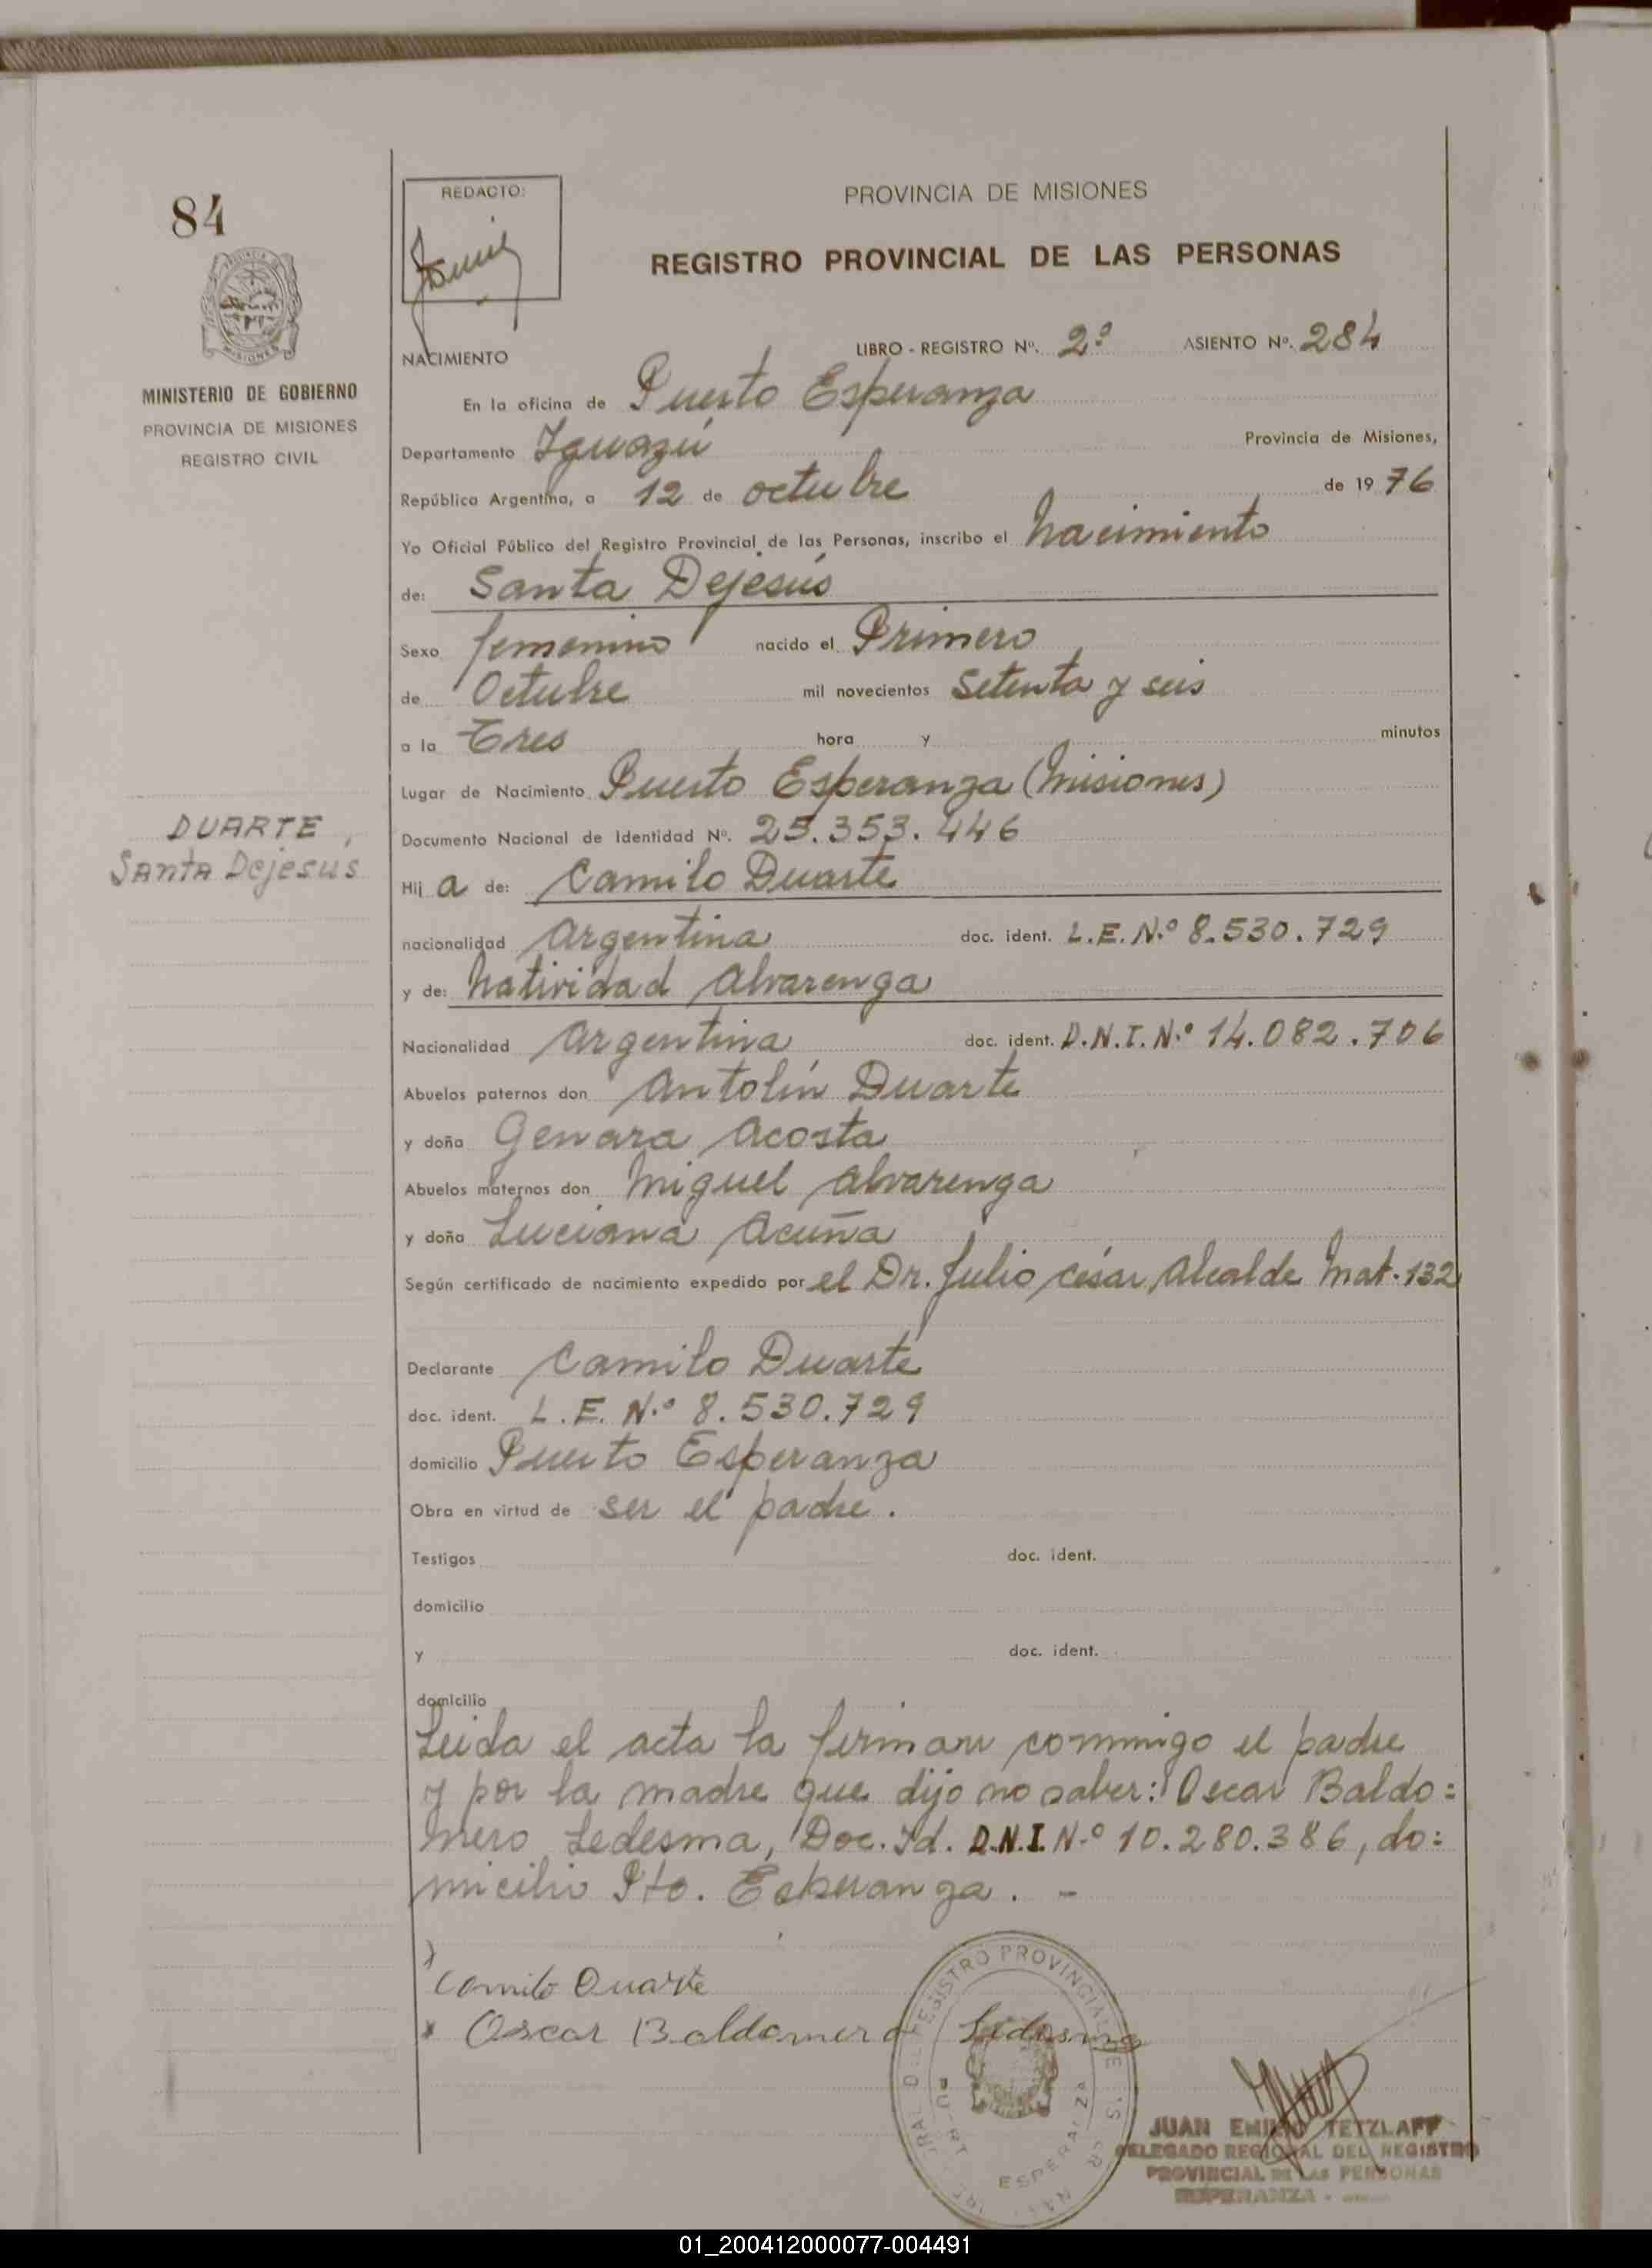 84
REDACTO:
PROVINCIA DE MISIONES
REGISTRO PROVINCIAL DE LAS PERSONAS
MISIONES
MINISTERIO DE GOBIERNO
PROVINCIA DE MISIONES
REGISTRO CIVIL
NACIMIENTO
LIBRO - REGISTRO Nº. 2º ASIENTO Nº. 284
En la oficina de Puerto Esperanza
Departamento Iguazú Provincia de Misiones,
República Argentina, a 12 de octubre de 1976
Yo Oficial Público del Registro Provincial de las Personas, inscribo el Nacimiento
de: Santa Dejesús
Sexo femenino nacido el Primero
de Octubre mil novecientos Setenta y seis
a la Tres hora y minutos
Lugar de Nacimiento Puerto Esperanza (Misiones)
DUARTE,
Santa Dejesus
Documento Nacional de Identidad Nº. 25.353.446
Hij a de: Camilo Duarte
nacionalidad Argentina doc. ident. L.E. N.º 8.530.729
y de: Natividad Alvarenga
Nacionalidad Argentina doc. ident. D.N.I. N.º 14.082.706
Abuelos paternos don Antolín Duarte
y doña Genara Acosta
Abuelos maternos don Miguel Alvarenga
y doña Luciana Acuña
Según certificado de nacimiento expedido por el Dr. Julio César Alcalde Mat. 132
Declarante Camilo Duarte
doc. ident. L.E. N.º 8.530.729
domicilio Puerto Esperanza
Obra en virtud de ser el padre.
Testigos doc. ident.
domicilio
y doc. ident.
domicilio
Leida el acta la firman conmigo el padre
y por la madre que dijo no saber: Oscar Baldo=
mero Ledesma, Doc. Id. D.N.I. N.º 10.280.386, do=
micilio Pto. Esperanza. -
Camilo Duarte
x Oscar Baldomero Ledesma
REGISTRO PROVINCIAL DE
ESPERANZA
JUAN EMILIO TETZLAFF
DELEGADO REGIONAL DEL REGISTRO
PROVINCIAL DE LAS PERSONAS
ESPERANZA -
01_200412000077-004491